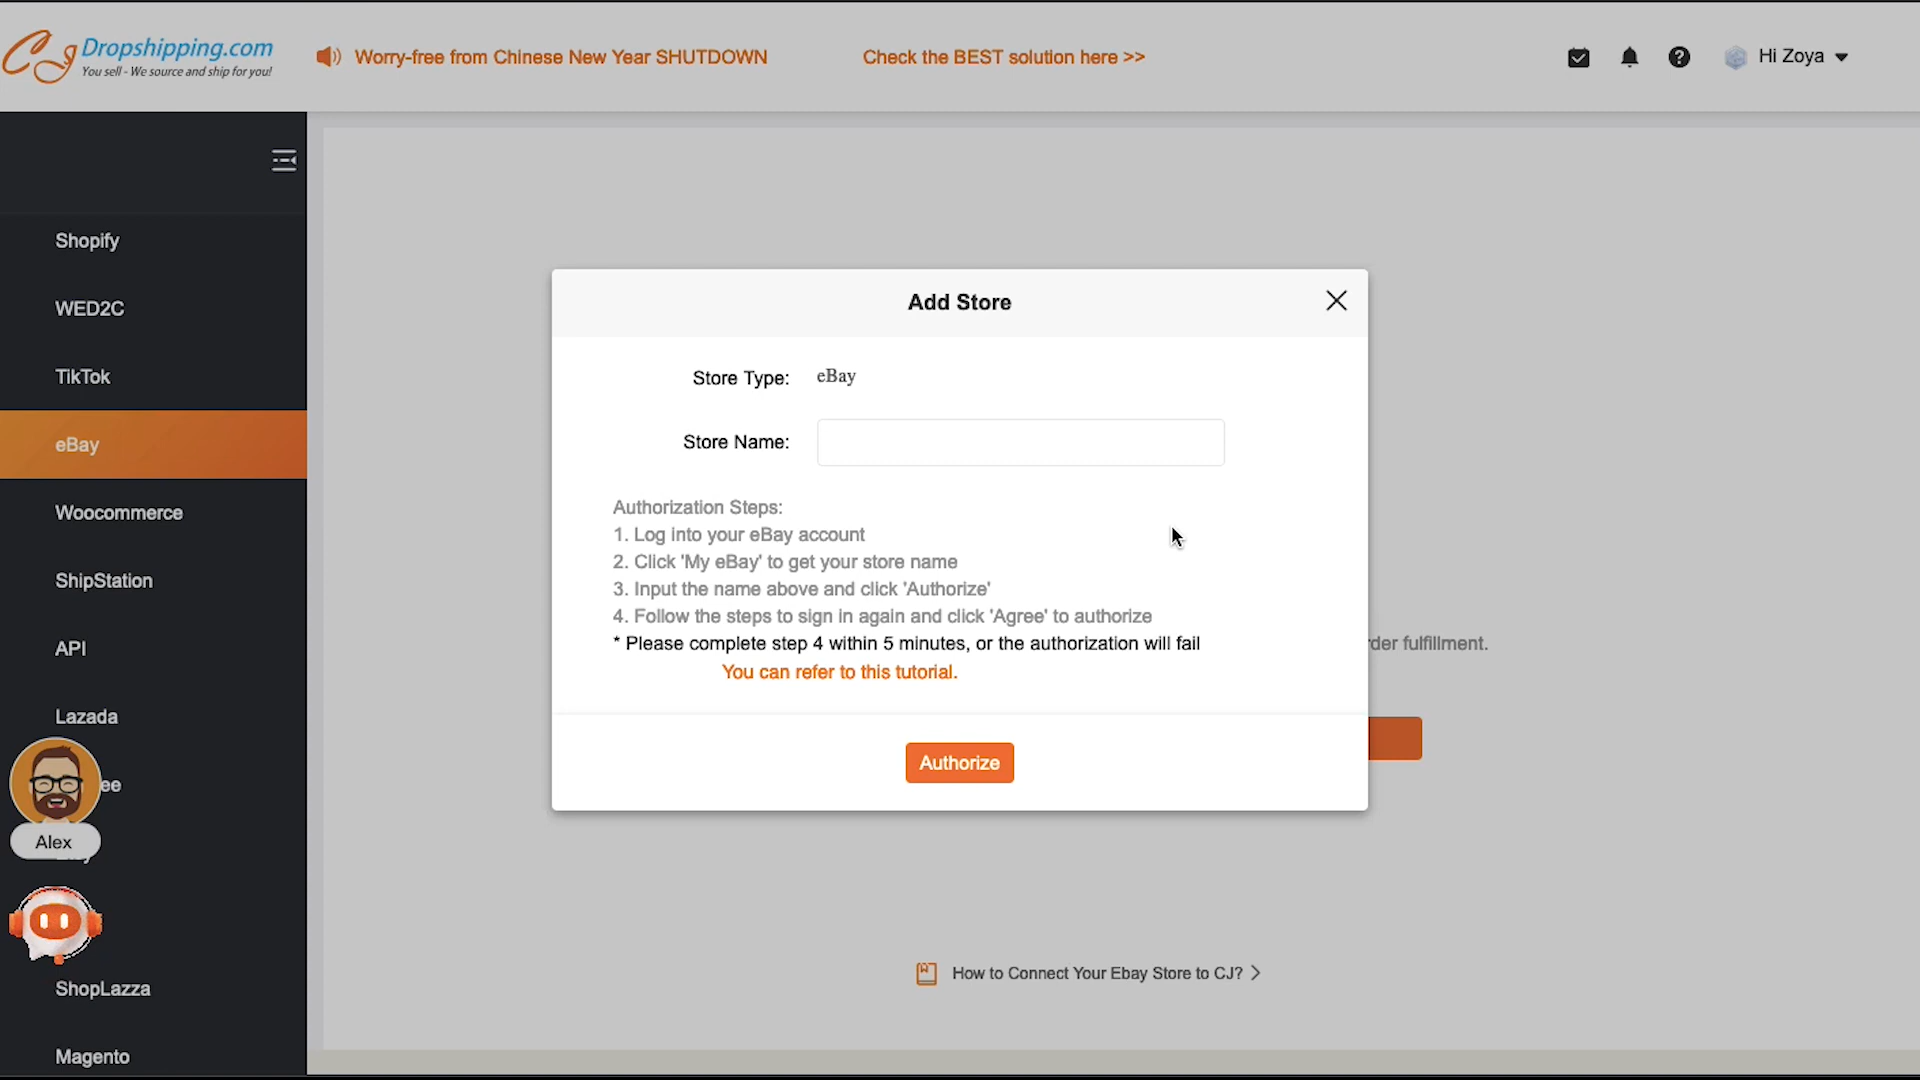 CJ Dropshipping.com
You sell - We source and ship for you!
Worry-free from Chinese New Year SHUTDOWN
Check the BEST solution here >>
Hi Zoya
Shopify
WED2C
TikTok
eBay
Woocommerce
ShipStation
API
Lazada
ee
Alex
ShopLazza
Magento
Add Store
Store Type: eBay
Store Name:
Authorization Steps:
1. Log into your eBay account
2. Click 'My eBay' to get your store name
3. Input the name above and click 'Authorize'
4. Follow the steps to sign in again and click 'Agree' to authorize
* Please complete step 4 within 5 minutes, or the authorization will fail
You can refer to this tutorial.
Authorize
der fulfillment.
How to Connect Your Ebay Store to CJ? >